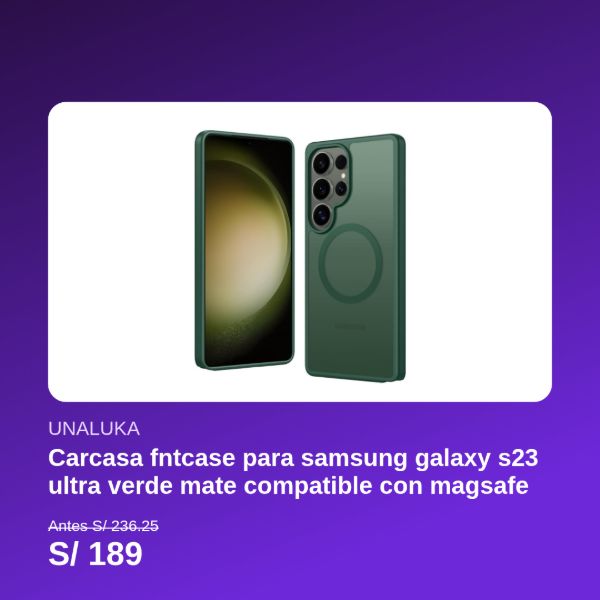 UNALUKA
Carcasa fntcase para samsung galaxy s23
ultra verde mate compatible con magsafe
Antes S/ 236.25
S/ 189